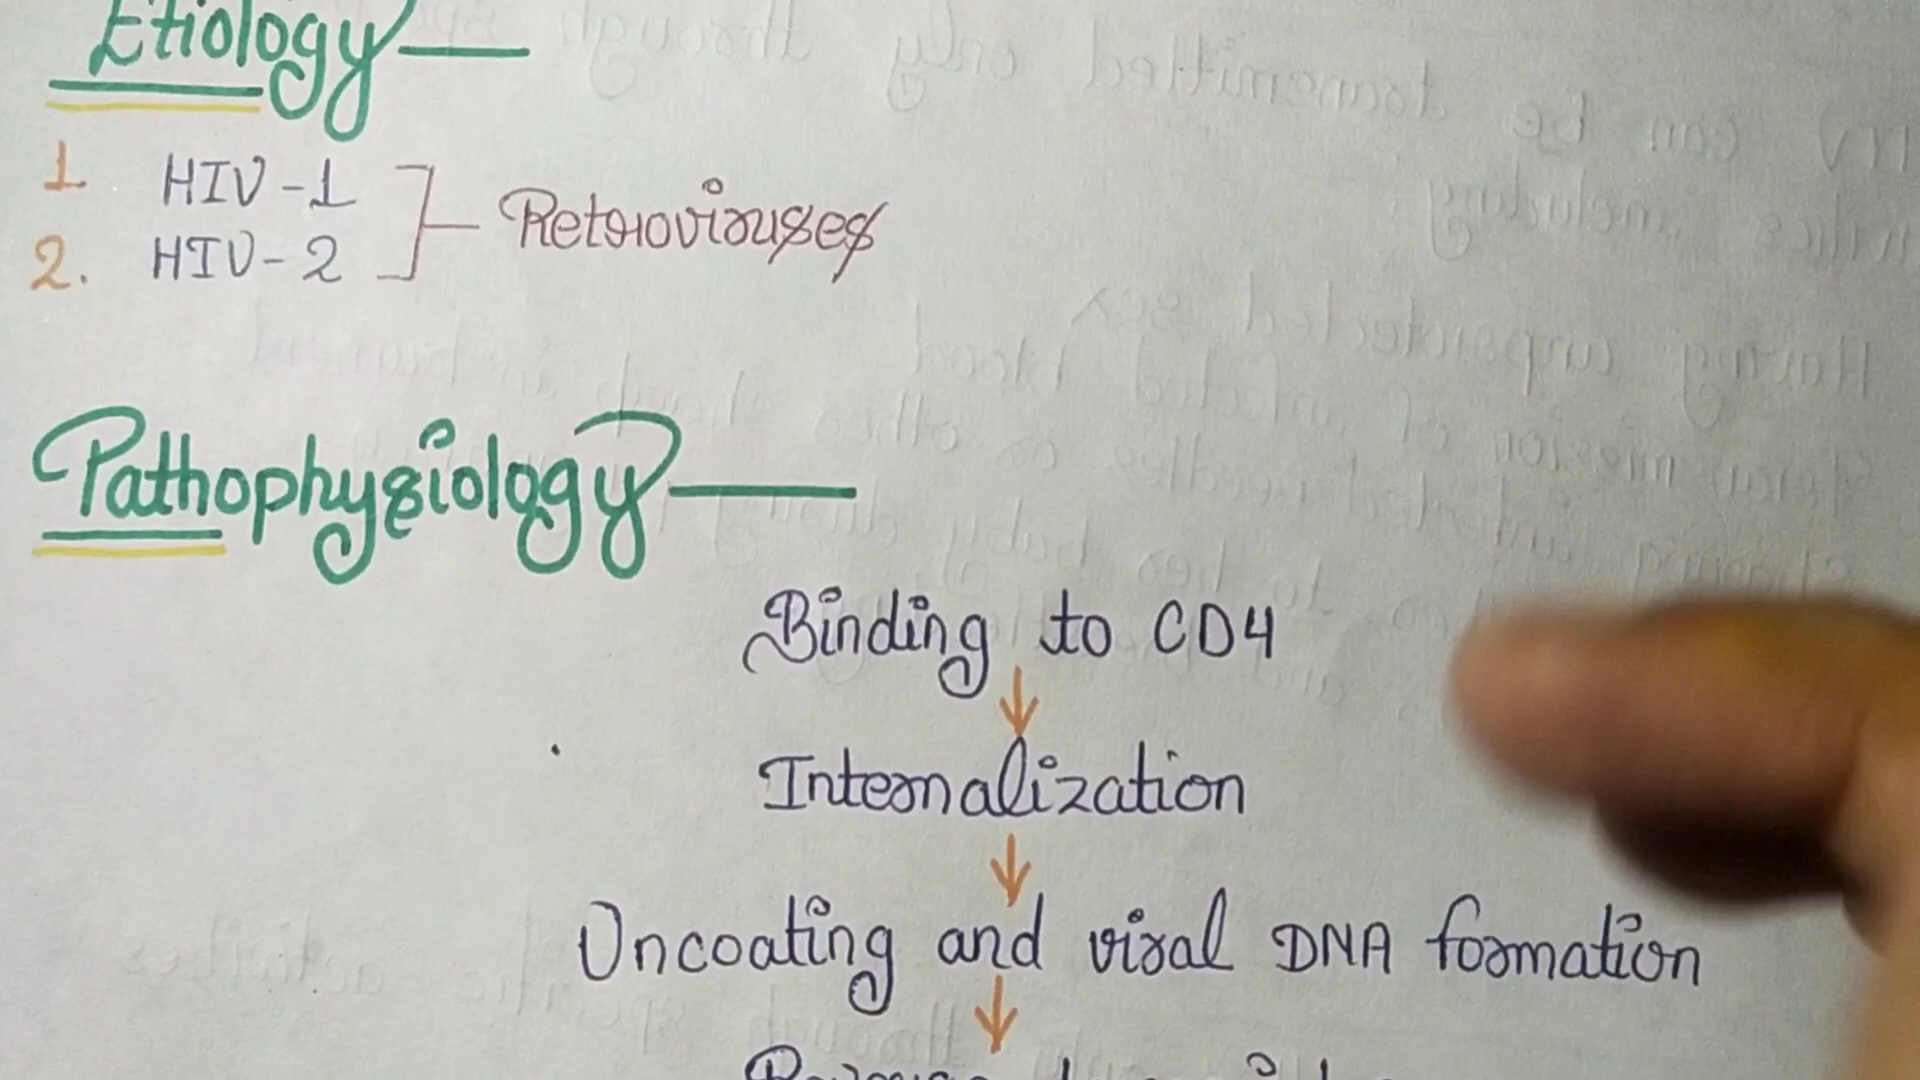 Etiology —
1 HIV-1
2. HIV-2
Retroviruses
Pathophysiology —
Binding to CD4
↓
Internalization
↓
Uncoating and viral DNA formation
↓